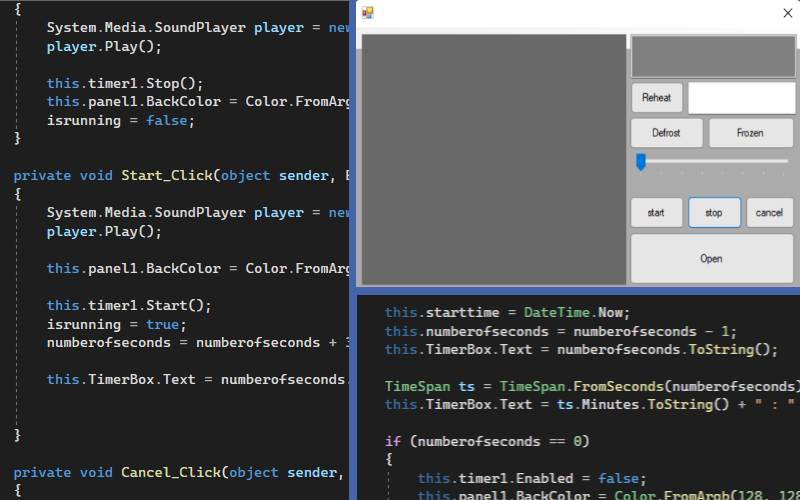 {
System.Media.SoundPlayer player = new
player.Play();
this.timer1.Stop();
this.panel1.BackColor = Color.FromArg
isrunning = false;
}
private void Start_Click(object sender, E
{
System.Media.SoundPlayer player = new
player.Play();
this.panel1.BackColor = Color.FromArg
this.timer1.Start();
isrunning = true;
numberofseconds = numberofseconds + 3
this.TimerBox.Text = numberofseconds.
}
private void Cancel_Click(object sender,
{
Reheat
Defrost Frozen
start stop cancel
Open
this.starttime = DateTime.Now;
this.numberofseconds = numberofseconds - 1;
this.TimerBox.Text = numberofseconds.ToString();
TimeSpan ts = TimeSpan.FromSeconds(numberofseconds)
this.TimerBox.Text = ts.Minutes.ToString() + " : "
if (numberofseconds == 0)
{
this.timer1.Enabled = false;
this.panel1.BackColor = Color.FromArgb(128, 128